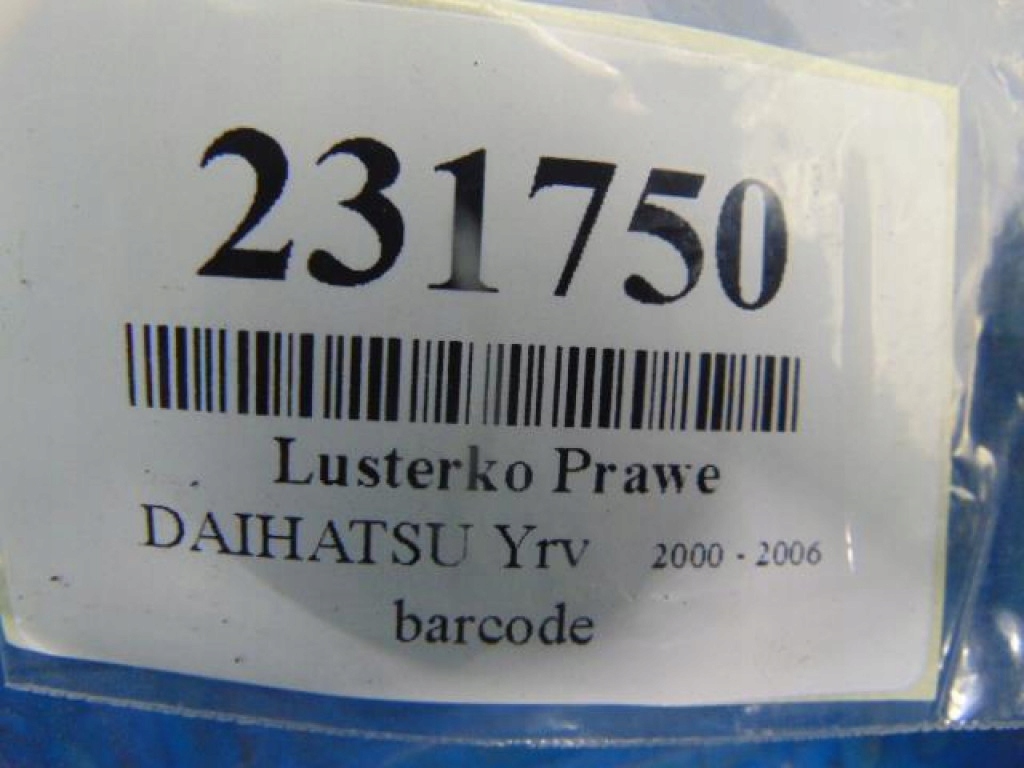 231750
Lusterko Prawe
DAIHATSU Yrv 2000 - 2006
barcode